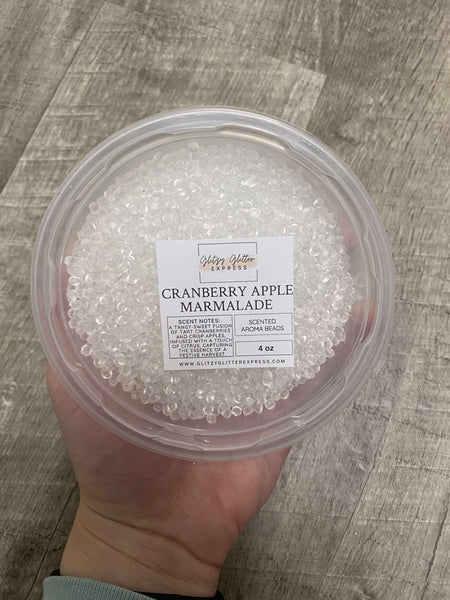 Glitzy Glitter
EXPRESS
CRANBERRY APPLE
MARMALADE
SCENT NOTES:
A TANGY-SWEET FUSION
OF TART CRANBERRIES
AND CRISP APPLES,
INFUSED WITH A TOUCH
OF CITRUS, CAPTURING
THE ESSENCE OF A
FESTIVE HARVEST.
SCENTED
AROMA BEADS
4 oz
WWW.GLITZYGLITTEREXPRESS.COM